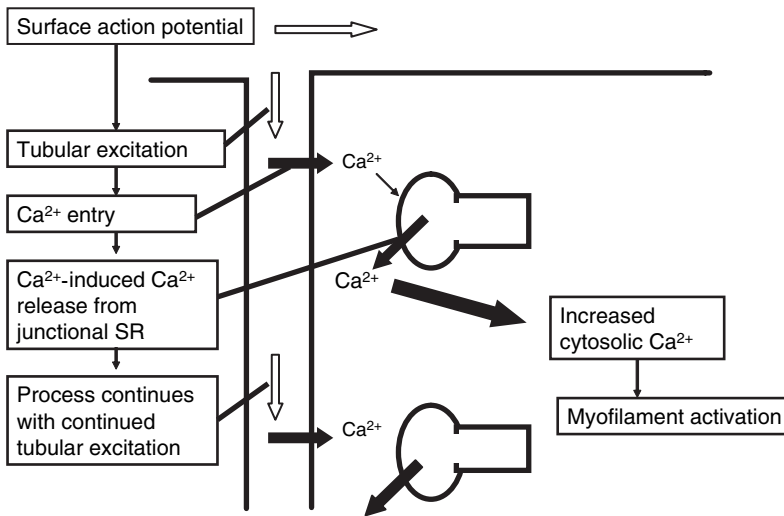 Surface action potential
Tubular excitation
Ca²⁺ entry
Ca²⁺-induced Ca²⁺
release from
junctional SR
Process continues
with continued
tubular excitation
Ca²⁺
Ca²⁺
Increased
cytosolic Ca²⁺
Myofilament activation
Ca²⁺